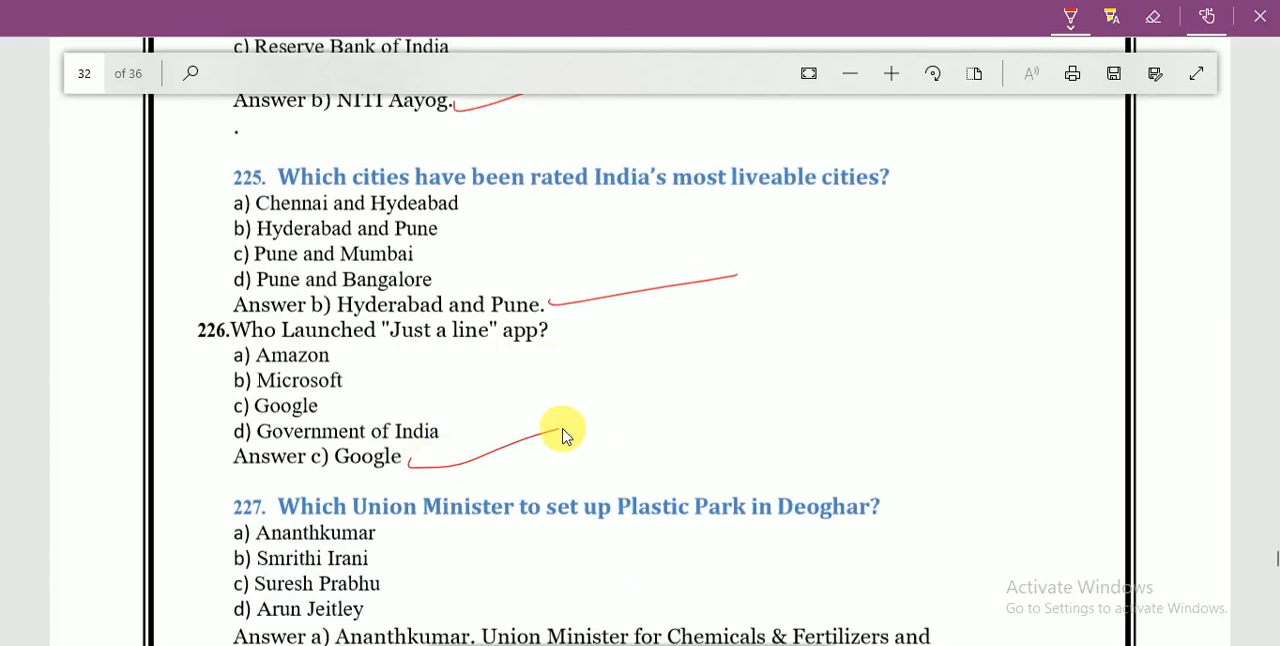 c) Reserve Bank of India
32 of 36
Answer b) NITI Aayog.
.
225. Which cities have been rated India's most liveable cities?
a) Chennai and Hydeabad
b) Hyderabad and Pune
c) Pune and Mumbai
d) Pune and Bangalore
Answer b) Hyderabad and Pune.
226.Who Launched "Just a line" app?
a) Amazon
b) Microsoft
c) Google
d) Government of India
Answer c) Google
227. Which Union Minister to set up Plastic Park in Deoghar?
a) Ananthkumar
b) Smrithi Irani
c) Suresh Prabhu
d) Arun Jeitley
Answer a) Ananthkumar. Union Minister for Chemicals & Fertilizers and
Activate Windows
Go to Settings to activate Windows.